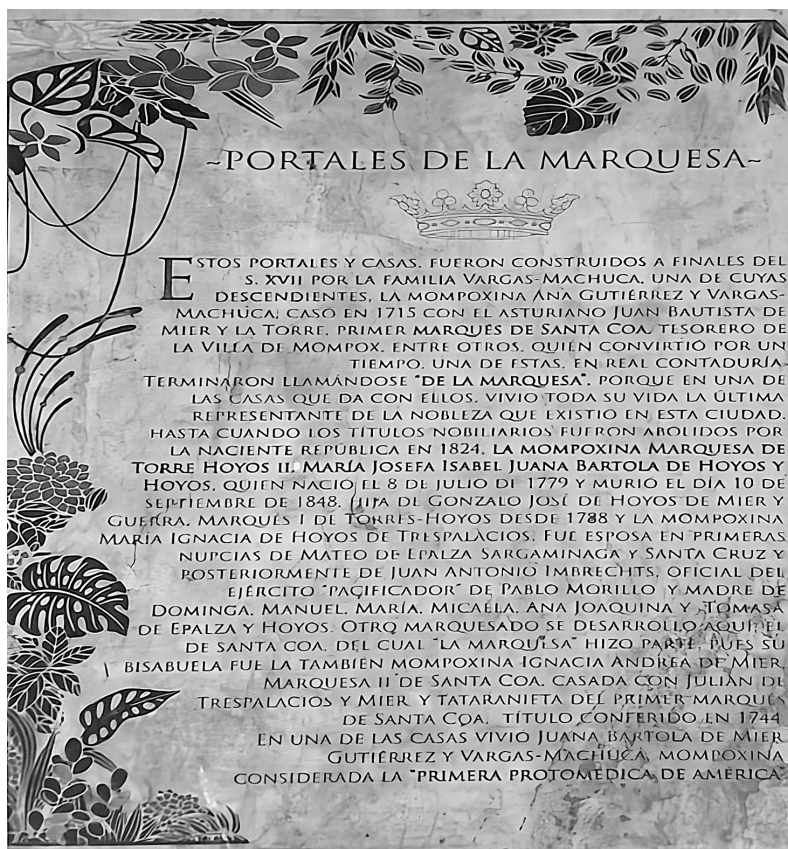 ~PORTALES DE LA MARQUESA~
ESTOS PORTALES Y CASAS, FUERON CONSTRUIDOS A FINALES DEL
S. XVII POR LA FAMILIA VARGAS-MACHUCA, UNA DE CUYAS
DESCENDIENTES, LA MOMPOXINA ANA GUTIÉRREZ Y VARGAS-
MACHUCA, CASO EN 1715 CON EL ASTURIANO JUAN BAUTISTA DE
MIER Y LA TORRE, PRIMER MARQUÉS DE SANTA COA, TESORERO DE
LA VILLA DE MOMPOX, ENTRE OTROS, QUIEN CONVIRTIÓ POR UN
TIEMPO, UNA DE ESTAS, EN REAL CONTADURÍA.
TERMINARON LLAMÁNDOSE "DE LA MARQUESA", PORQUE EN UNA DE
LAS CASAS QUE DA CON ELLOS, VIVIO TODA SU VIDA LA ÚLTIMA
REPRESENTANTE DE LA NOBLEZA QUE EXISTIO EN ESTA CIUDAD,
HASTA CUANDO LOS TÍTULOS NOBILIARIOS FUERON ABOLIDOS POR
LA NACIENTE REPÚBLICA EN 1824, LA MOMPOXINA MARQUESA DE
TORRE HOYOS II, MARÍA JOSEFA ISABEL JUANA BARTOLA DE HOYOS Y
HOYOS, QUIEN NACIÓ EL 8 DE JULIO DE 1779 Y MURIO EL DÍA 10 DE
SEPTIEMBRE DE 1848, HIJA DE GONZALO JOSÉ DE HOYOS DE MIER Y
GUERRA, MARQUÉS I DE TORRES-HOYOS DESDE 1788 Y LA MOMPOXINA
MARÍA IGNACIA DE HOYOS DE TRESPALACIOS, FUE ESPOSA EN PRIMERAS
NUPCIAS DE MATEO DE EPALZA SARGAMINAGA Y SANTA CRUZ Y
POSTERIORMENTE DE JUAN ANTONIO IMBRECHTS, OFICIAL DEL
EJÉRCITO "PACIFICADOR" DE PABLO MORILLO Y MADRE DE
DOMINGA, MANUEL, MARÍA, MICAELA, ANA JOAQUINA Y TOMASA
DE EPALZA Y HOYOS. OTRO MARQUESADO SE DESARROLLO AQUÍ: EL
DE SANTA COA, DEL CUAL "LA MARQUESA" HIZO PARTE, PUES SU
BISABUELA FUE LA TAMBIÉN MOMPOXINA IGNACIA ANDREA DE MIER,
MARQUESA II DE SANTA COA, CASADA CON JULIAN DE
TRESPALACIOS Y MIER Y TATARANIETA DEL PRIMER MARQUÉS
DE SANTA COA. TÍTULO CONFERIDO EN 1744.
EN UNA DE LAS CASAS VIVIO JUANA BARTOLA DE MIER
GUTIÉRREZ Y VARGAS-MACHUCA, MOMPOXINA
CONSIDERADA LA "PRIMERA PROTOMÉDICA DE AMÉRICA"